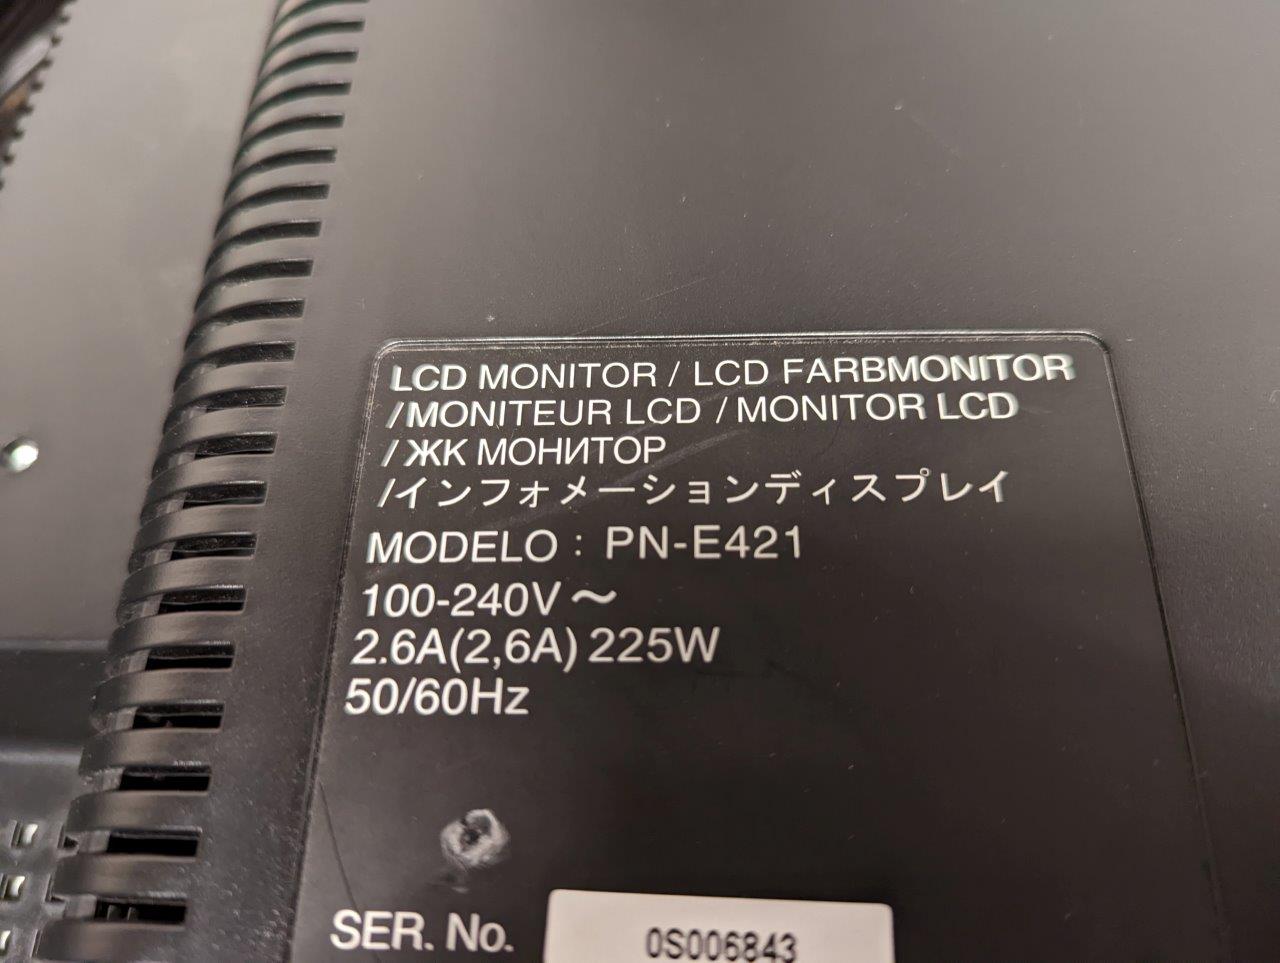 LCD MONITOR / LCD FARBMONITOR
/MONITEUR LCD / MONITOR LCD
/ЖК МОНИТОР
/インフォメーションディスプレイ
MODELO : PN-E421
100-240V～
2.6A(2,6A) 225W
50/60Hz
SER. No. 0S006843